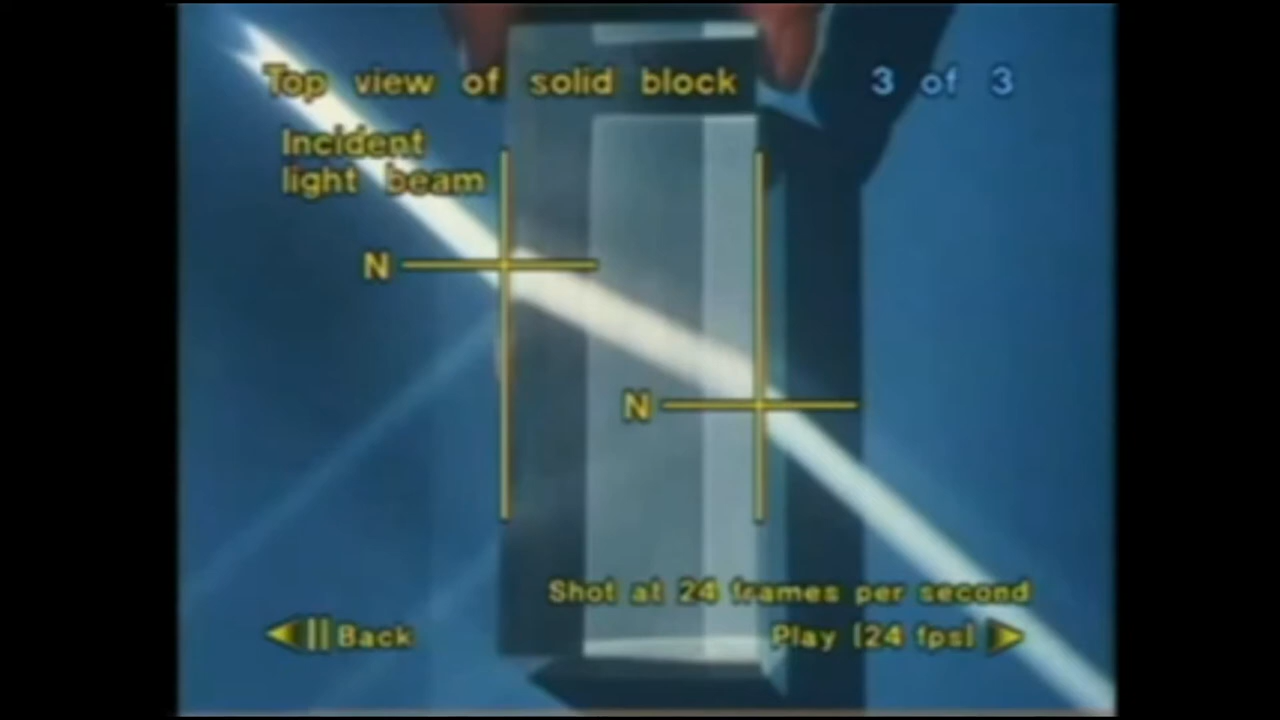 Top view of solid block 3 of 3
Incident
light beam
N
N
Shot at 24 frames per second
Back Play [24 fps]